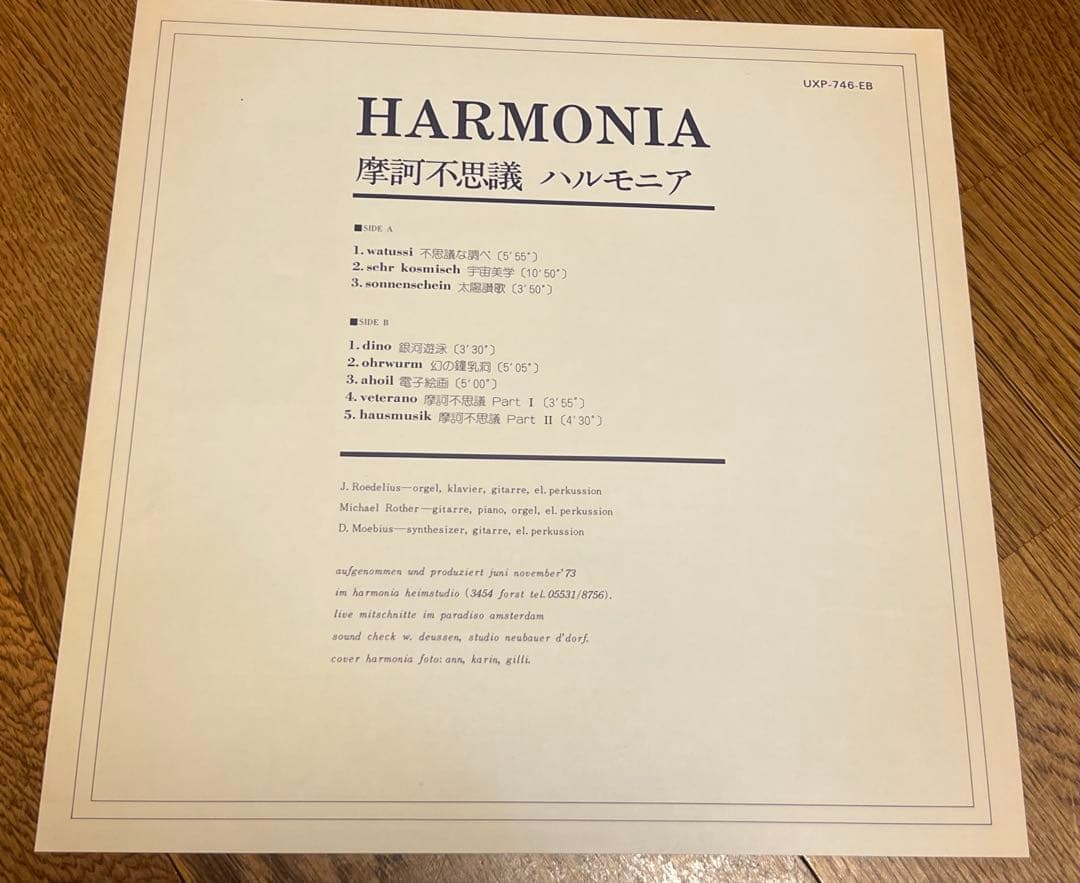 UXP-746-EB
HARMONIA
摩訶不思議 ハルモニア
■SIDE A
1. watussi 不思議な調べ〔5'55"〕
2. sehr kosmisch 宇宙美学〔10'50"〕
3. sonnenschein 太陽讃歌〔3'50"〕
■SIDE B
1. dino 銀河遊泳〔3'30"〕
2. ohrwurm 幻の鐘乳洞〔5'05"〕
3. ahoi! 電子絵画〔5'00"〕
4. veterano 摩訶不思議 Part Ⅰ〔3'55"〕
5. hausmusik 摩訶不思議 Part Ⅱ〔4'30"〕
J. Roedelius—orgel, klavier, gitarre, el. perkussion
Michael Rother—gitarre, piano, orgel, el. perkussion
D. Moebius—synthesizer, gitarre, el. perkussion
aufgenommen und produziert juni november'73
im harmonia heimstudio (3454 forst tel. 05531/8756).
live mitschnitte im paradiso amsterdam
sound check w. deussen, studio neubauer d'dorf.
cover harmonia foto: ann, karin, gilli.